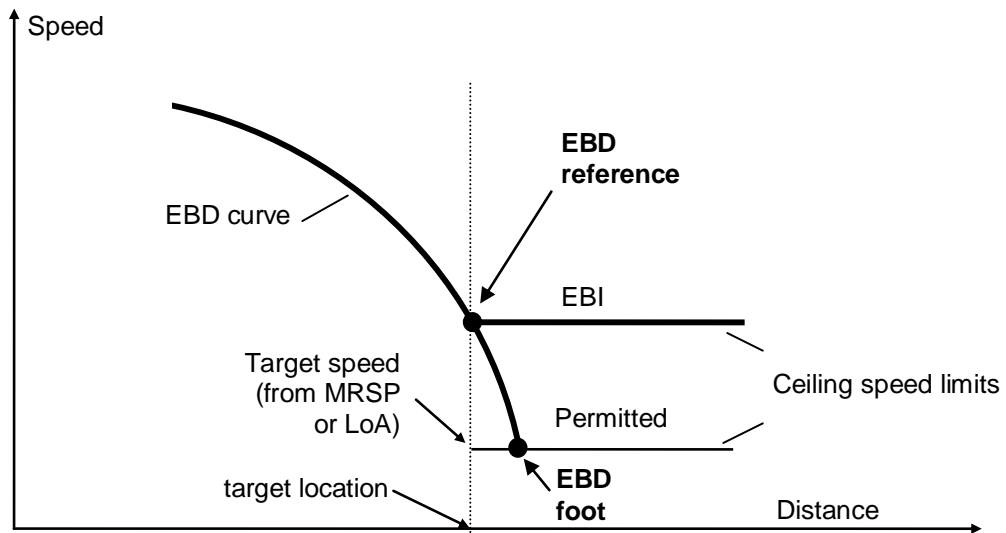 Speed
EBD
reference
EBD curve
EBI
Target speed
(from MRSP
or LoA)
Ceiling speed limits
Permitted
target location
EBD
foot
Distance